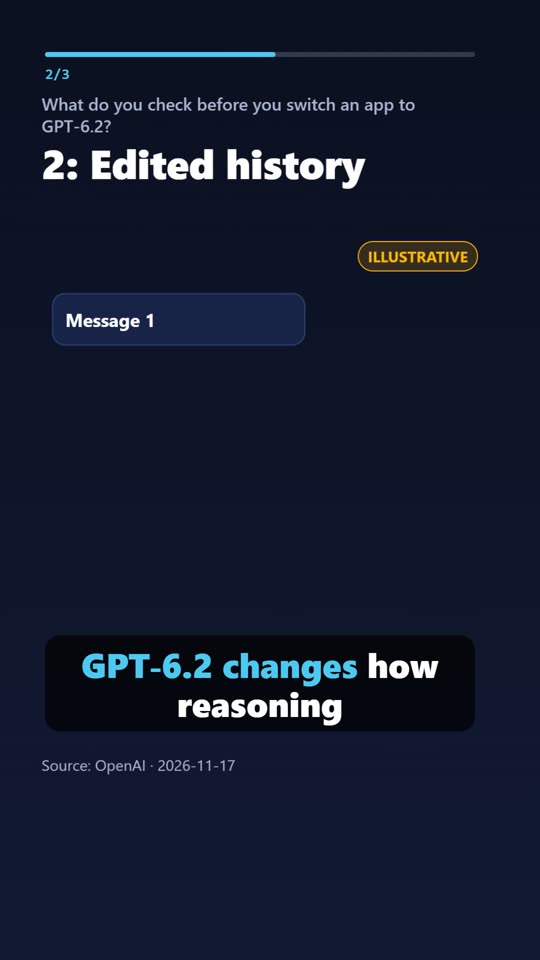 2/3
What do you check before you switch an app to
GPT-6.2?
2: Edited history
ILLUSTRATIVE
Message 1
GPT-6.2 changes how
reasoning
Source: OpenAI · 2026-11-17